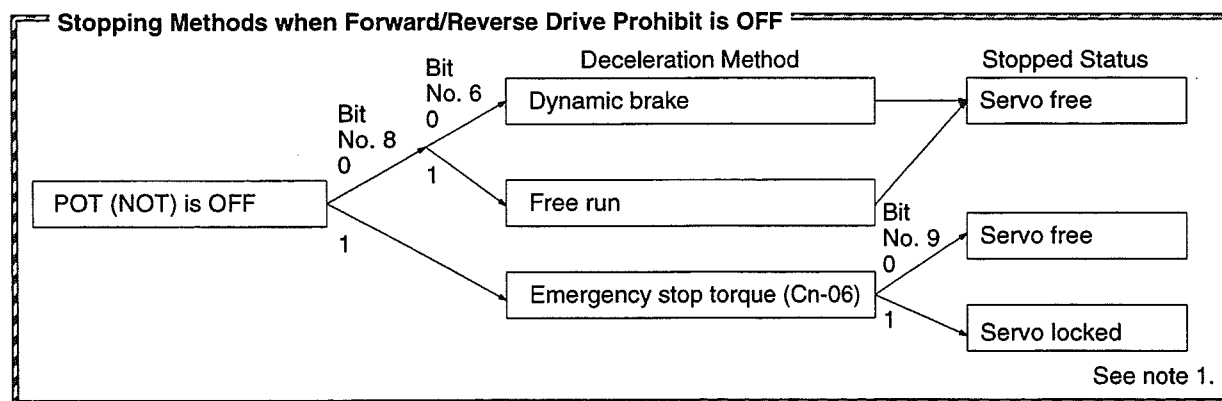 Stopping Methods when Forward/Reverse Drive Prohibit is OFF
Deceleration Method
Stopped Status
Bit
No. 6
0
Dynamic brake
Servo free
Bit
No. 8
0
1
Free run
POT (NOT) is OFF
1
Bit
No. 9
0
Servo free
Emergency stop torque (Cn-06)
1
Servo locked
See note 1.